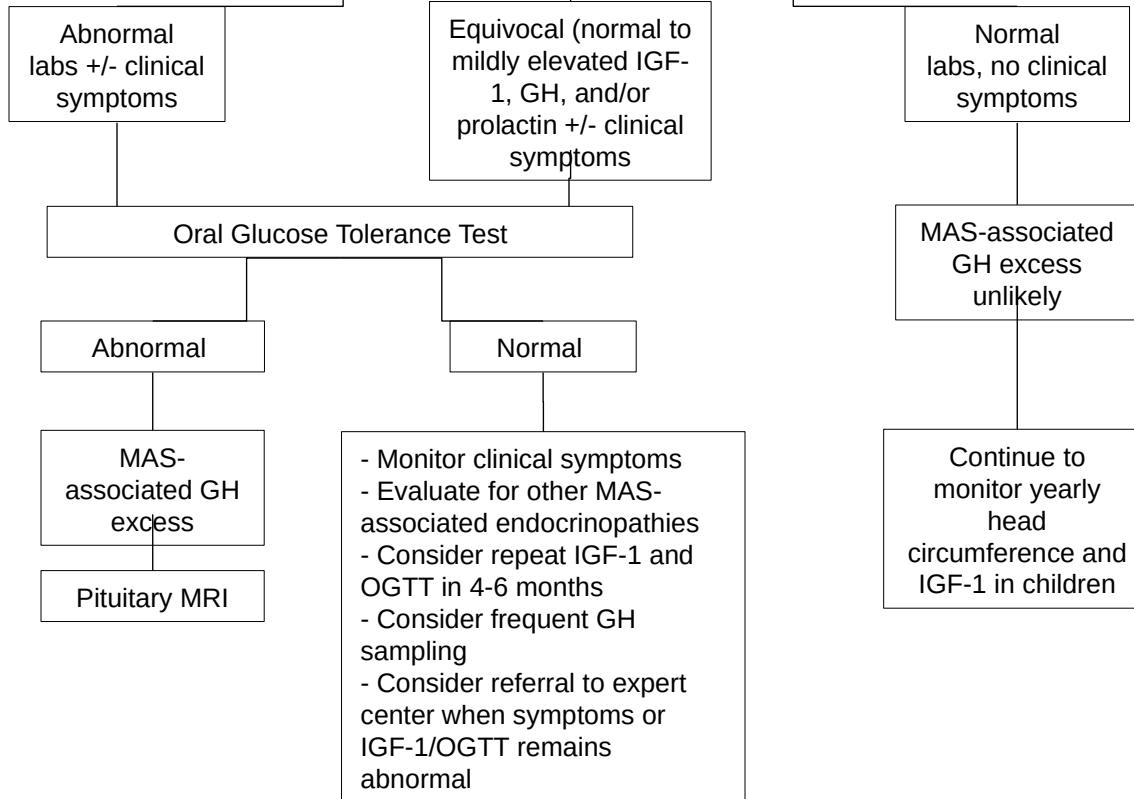 Abnormal
labs +/- clinical
symptoms
Equivocal (normal to
mildly elevated IGF-
1, GH, and/or
prolactin +/- clinical
symptoms
Normal
labs, no clinical
symptoms
Oral Glucose Tolerance Test
MAS-associated
GH excess
unlikely
Abnormal
Normal
MAS-
associated GH
excess
Pituitary MRI
- Monitor clinical symptoms
- Evaluate for other MAS-
associated endocrinopathies
- Consider repeat IGF-1 and
OGTT in 4-6 months
- Consider frequent GH
sampling
- Consider referral to expert
center when symptoms or
IGF-1/OGTT remains
abnormal
Continue to
monitor yearly
head
circumference and
IGF-1 in children